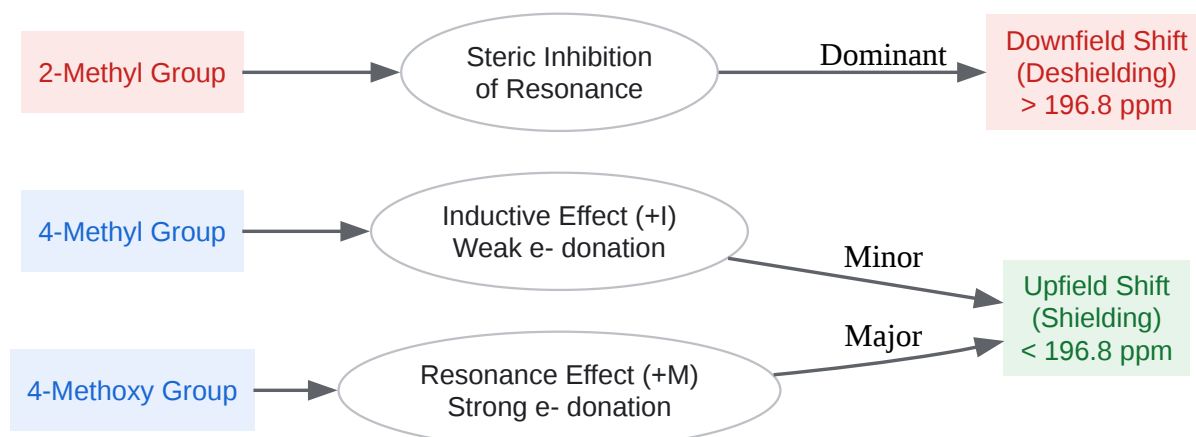 2-Methyl Group
Steric Inhibition
of Resonance
Dominant
Downfield Shift
(Deshielding)
> 196.8 ppm
4-Methyl Group
Inductive Effect (+I)
Weak e- donation
Minor
4-Methoxy Group
Resonance Effect (+M)
Strong e- donation
Major
Upfield Shift
(Shielding)
< 196.8 ppm